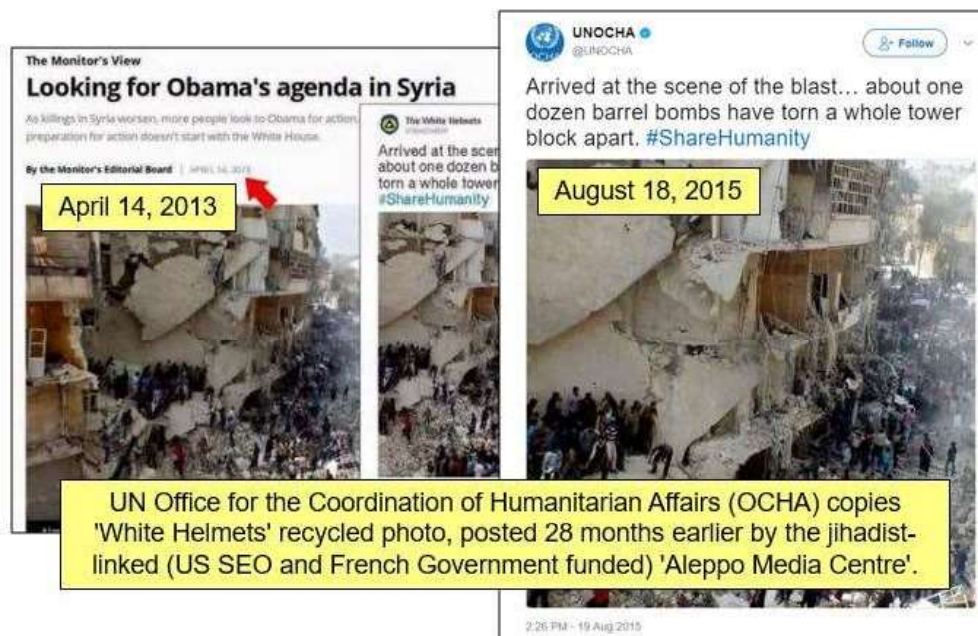 The Monitor's View
Looking for Obama's agenda in Syria
As killings in Syria worsen, more people look to Obama for action.
preparation for action doesn't start with the White House.
By the Monitor's Editorial Board | APRIL 14, 2013
April 14, 2013
The White Helmets
Arrived at the scen
about one dozen b
torn a whole tower
#ShareHumanity
UNOCHA
@UNOCHA
Follow
Arrived at the scene of the blast... about one
dozen barrel bombs have torn a whole tower
block apart. #ShareHumanity
August 18, 2015
UN Office for the Coordination of Humanitarian Affairs (OCHA) copies
'White Helmets' recycled photo, posted 28 months earlier by the jihadist-
linked (US SEO and French Government funded) 'Aleppo Media Centre'.
2:26 PM - 19 Aug 2015